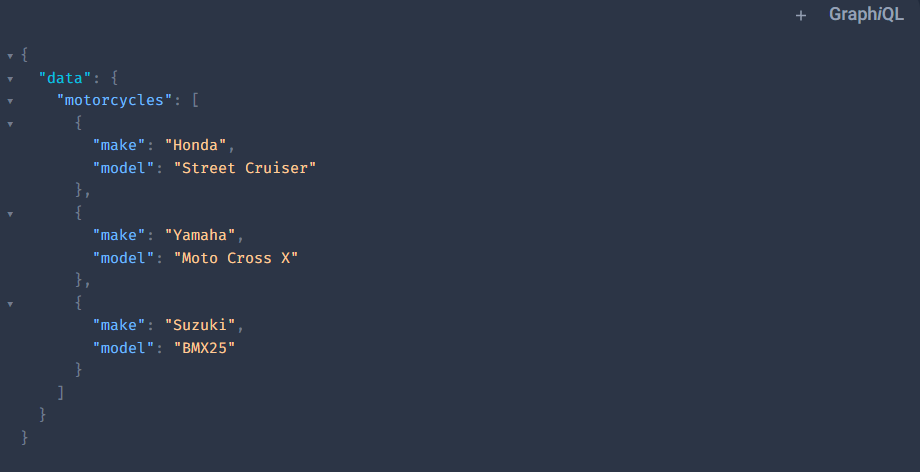 + GraphiQL
{
"data": {
"motorcycles": [
{
"make": "Honda",
"model": "Street Cruiser"
},
{
"make": "Yamaha",
"model": "Moto Cross X"
},
{
"make": "Suzuki",
"model": "BMX25"
}
]
}
}